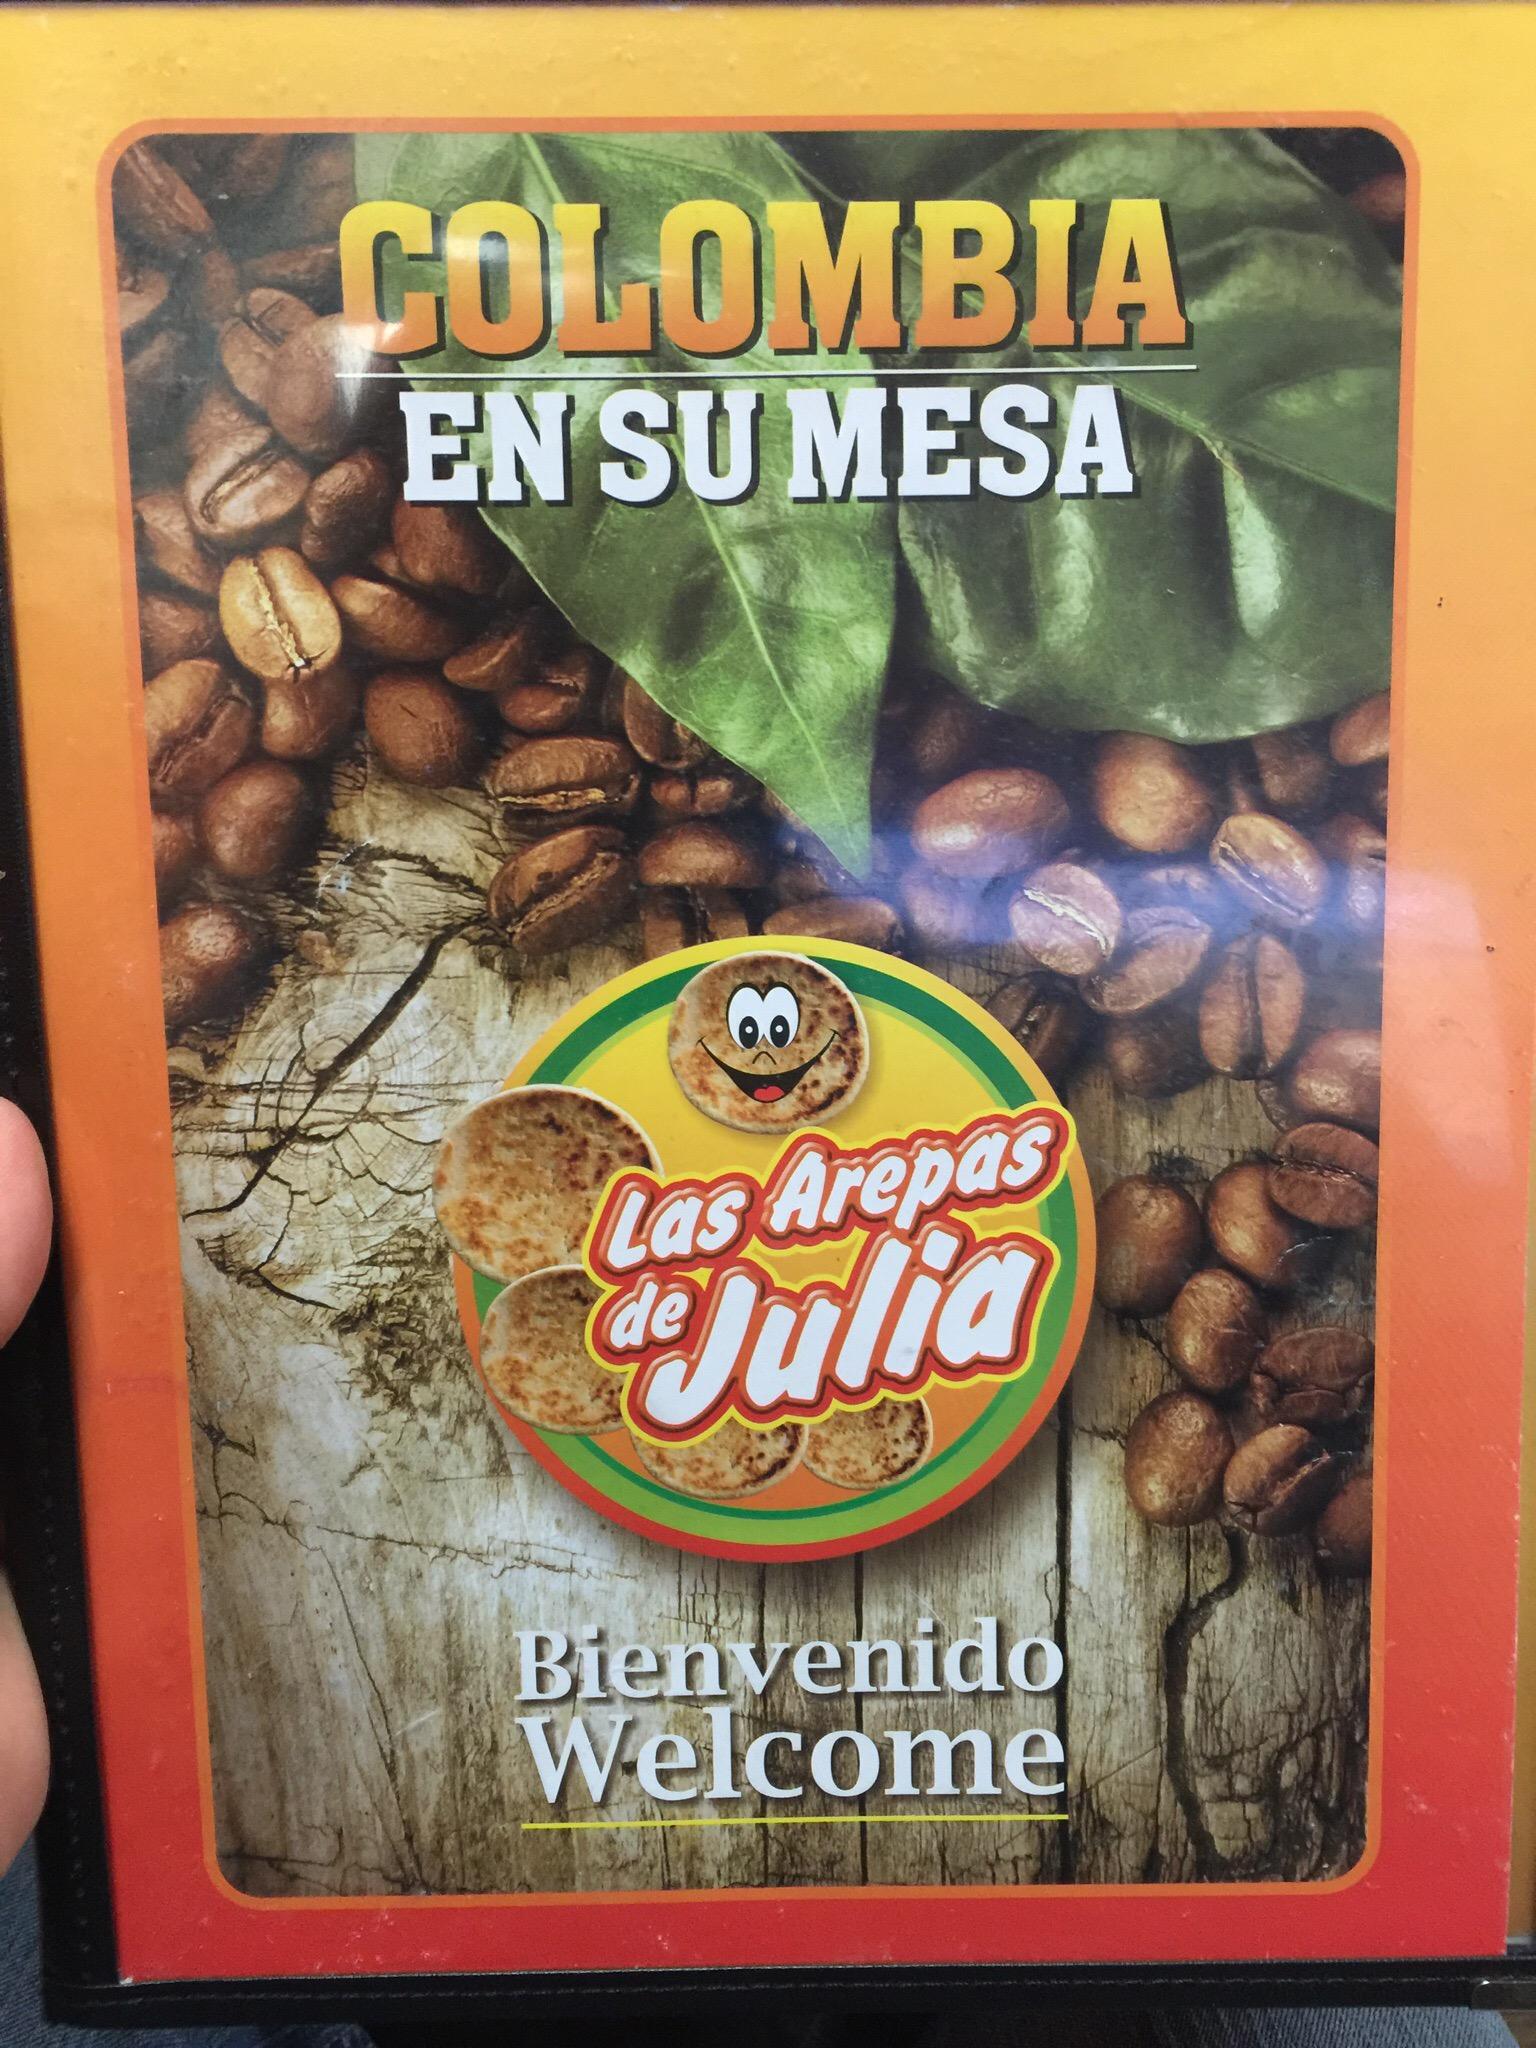 COLOMBIA
EN SU MESA
Las Arepas
de Julia
Bienvenido
Welcome